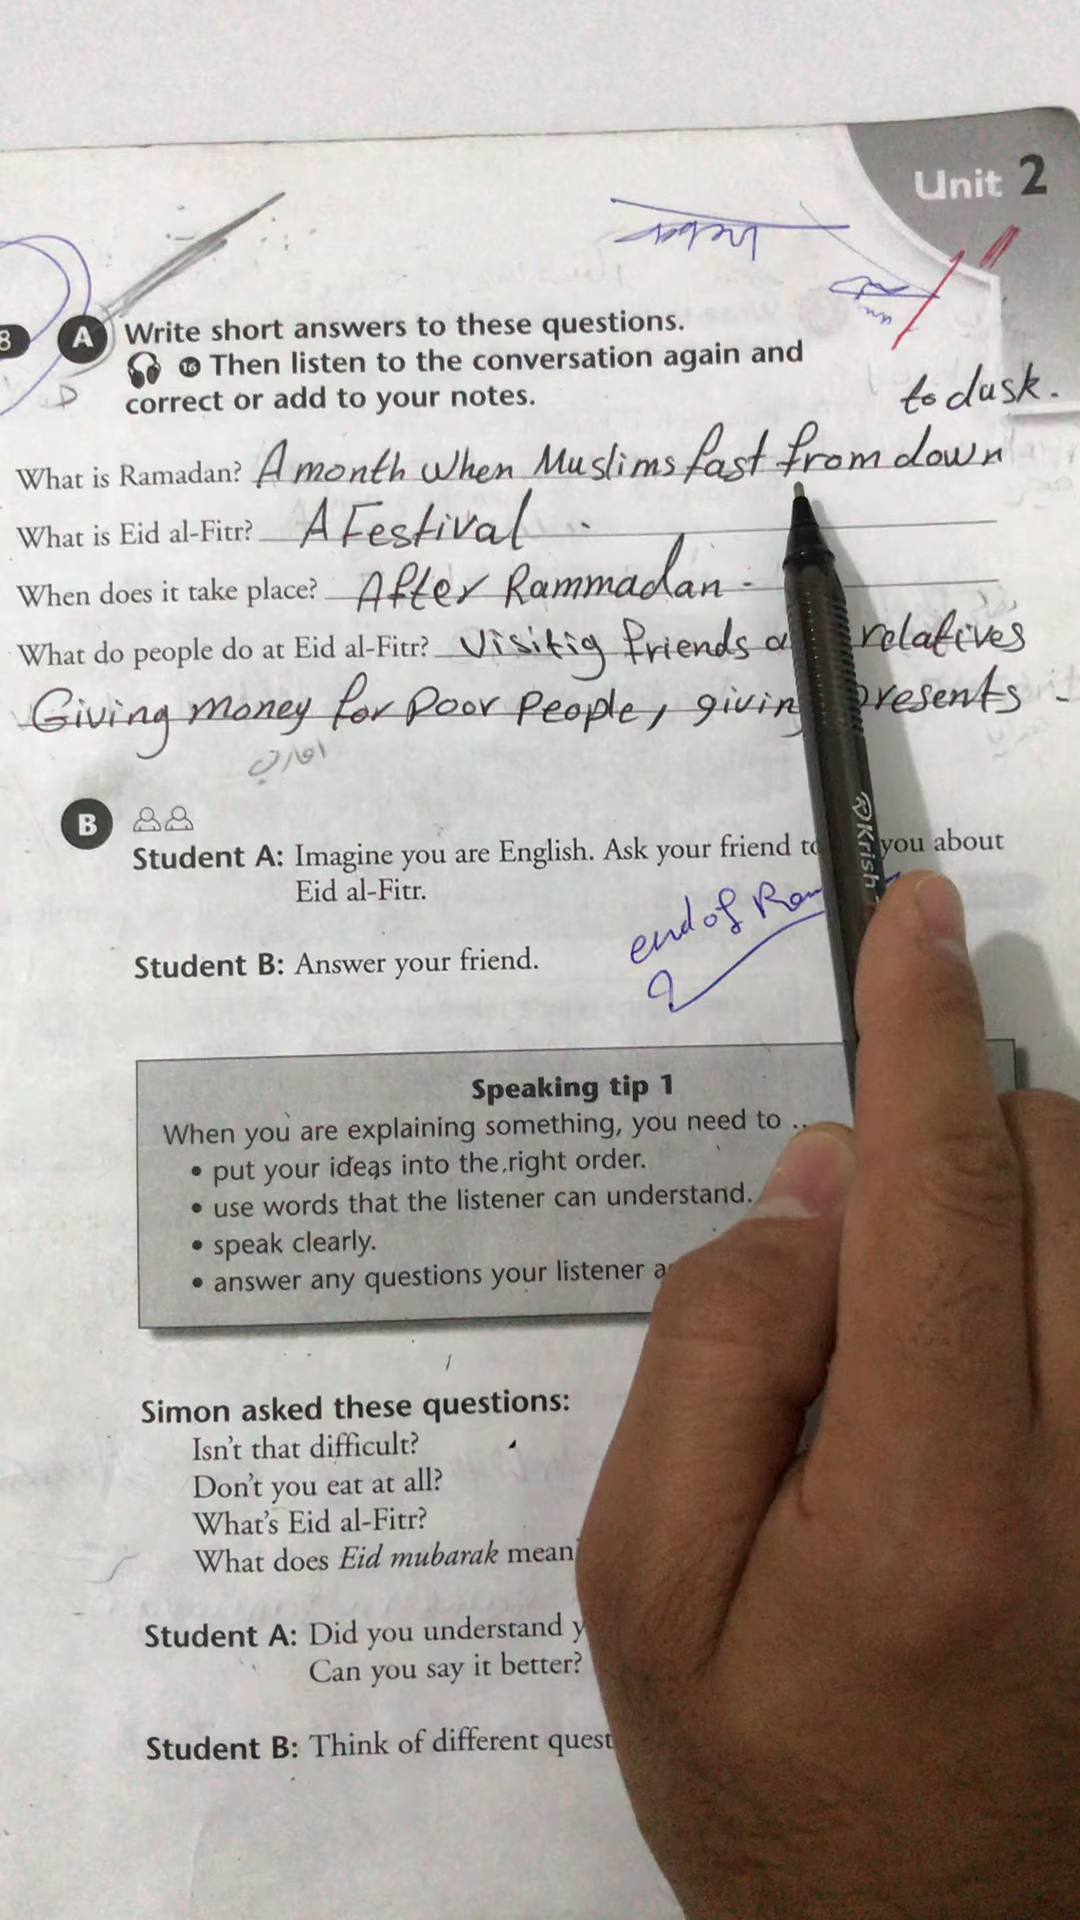 Unit 2
8
A Write short answers to these questions.
16 Then listen to the conversation again and
correct or add to your notes.
to dusk.
What is Ramadan? A month when Muslims fast from down
What is Eid al-Fitr? A Festival .
When does it take place? After Rammadan .
What do people do at Eid al-Fitr? Visitig friends relatives
Giving money for Poor People, giving presents .
اقارب
B
Student A: Imagine you are English. Ask your friend you about
Eid al-Fitr.
end of
Student B: Answer your friend.
Speaking tip 1
When you are explaining something, you need to ..
• put your ideas into the right order.
• use words that the listener can understand.
• speak clearly.
• answer any questions your listener
Simon asked these questions:
Isn't that difficult?
Don't you eat at all?
What's Eid al-Fitr?
What does Eid mubarak mean
Student A: Did you understand
Can you say it better?
Student B: Think of different
Krish